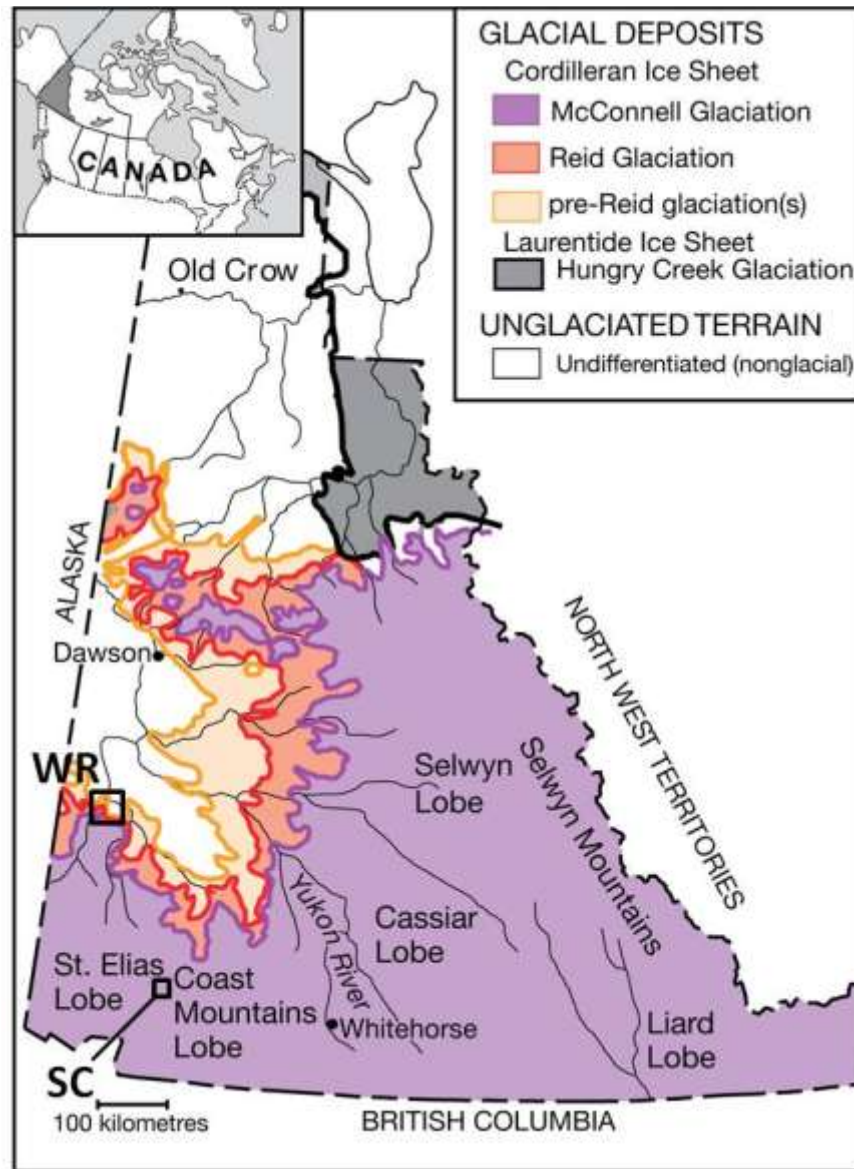 CANADA
GLACIAL DEPOSITS
Cordilleran Ice Sheet
McConnell Glaciation
Reid Glaciation
pre-Reid glaciation(s)
Laurentide Ice Sheet
Hungry Creek Glaciation
UNGLACIATED TERRAIN
Undifferentiated (nonglacial)
Old Crow
ALASKA
Dawson
NORTH WEST TERRITORIES
WR
Selwyn
Lobe
Selwyn Mountains
Yukon River
Cassiar
Lobe
St. Elias
Lobe
Coast
Mountains
Lobe
Whitehorse
Liard
Lobe
SC
100 kilometres
BRITISH COLUMBIA